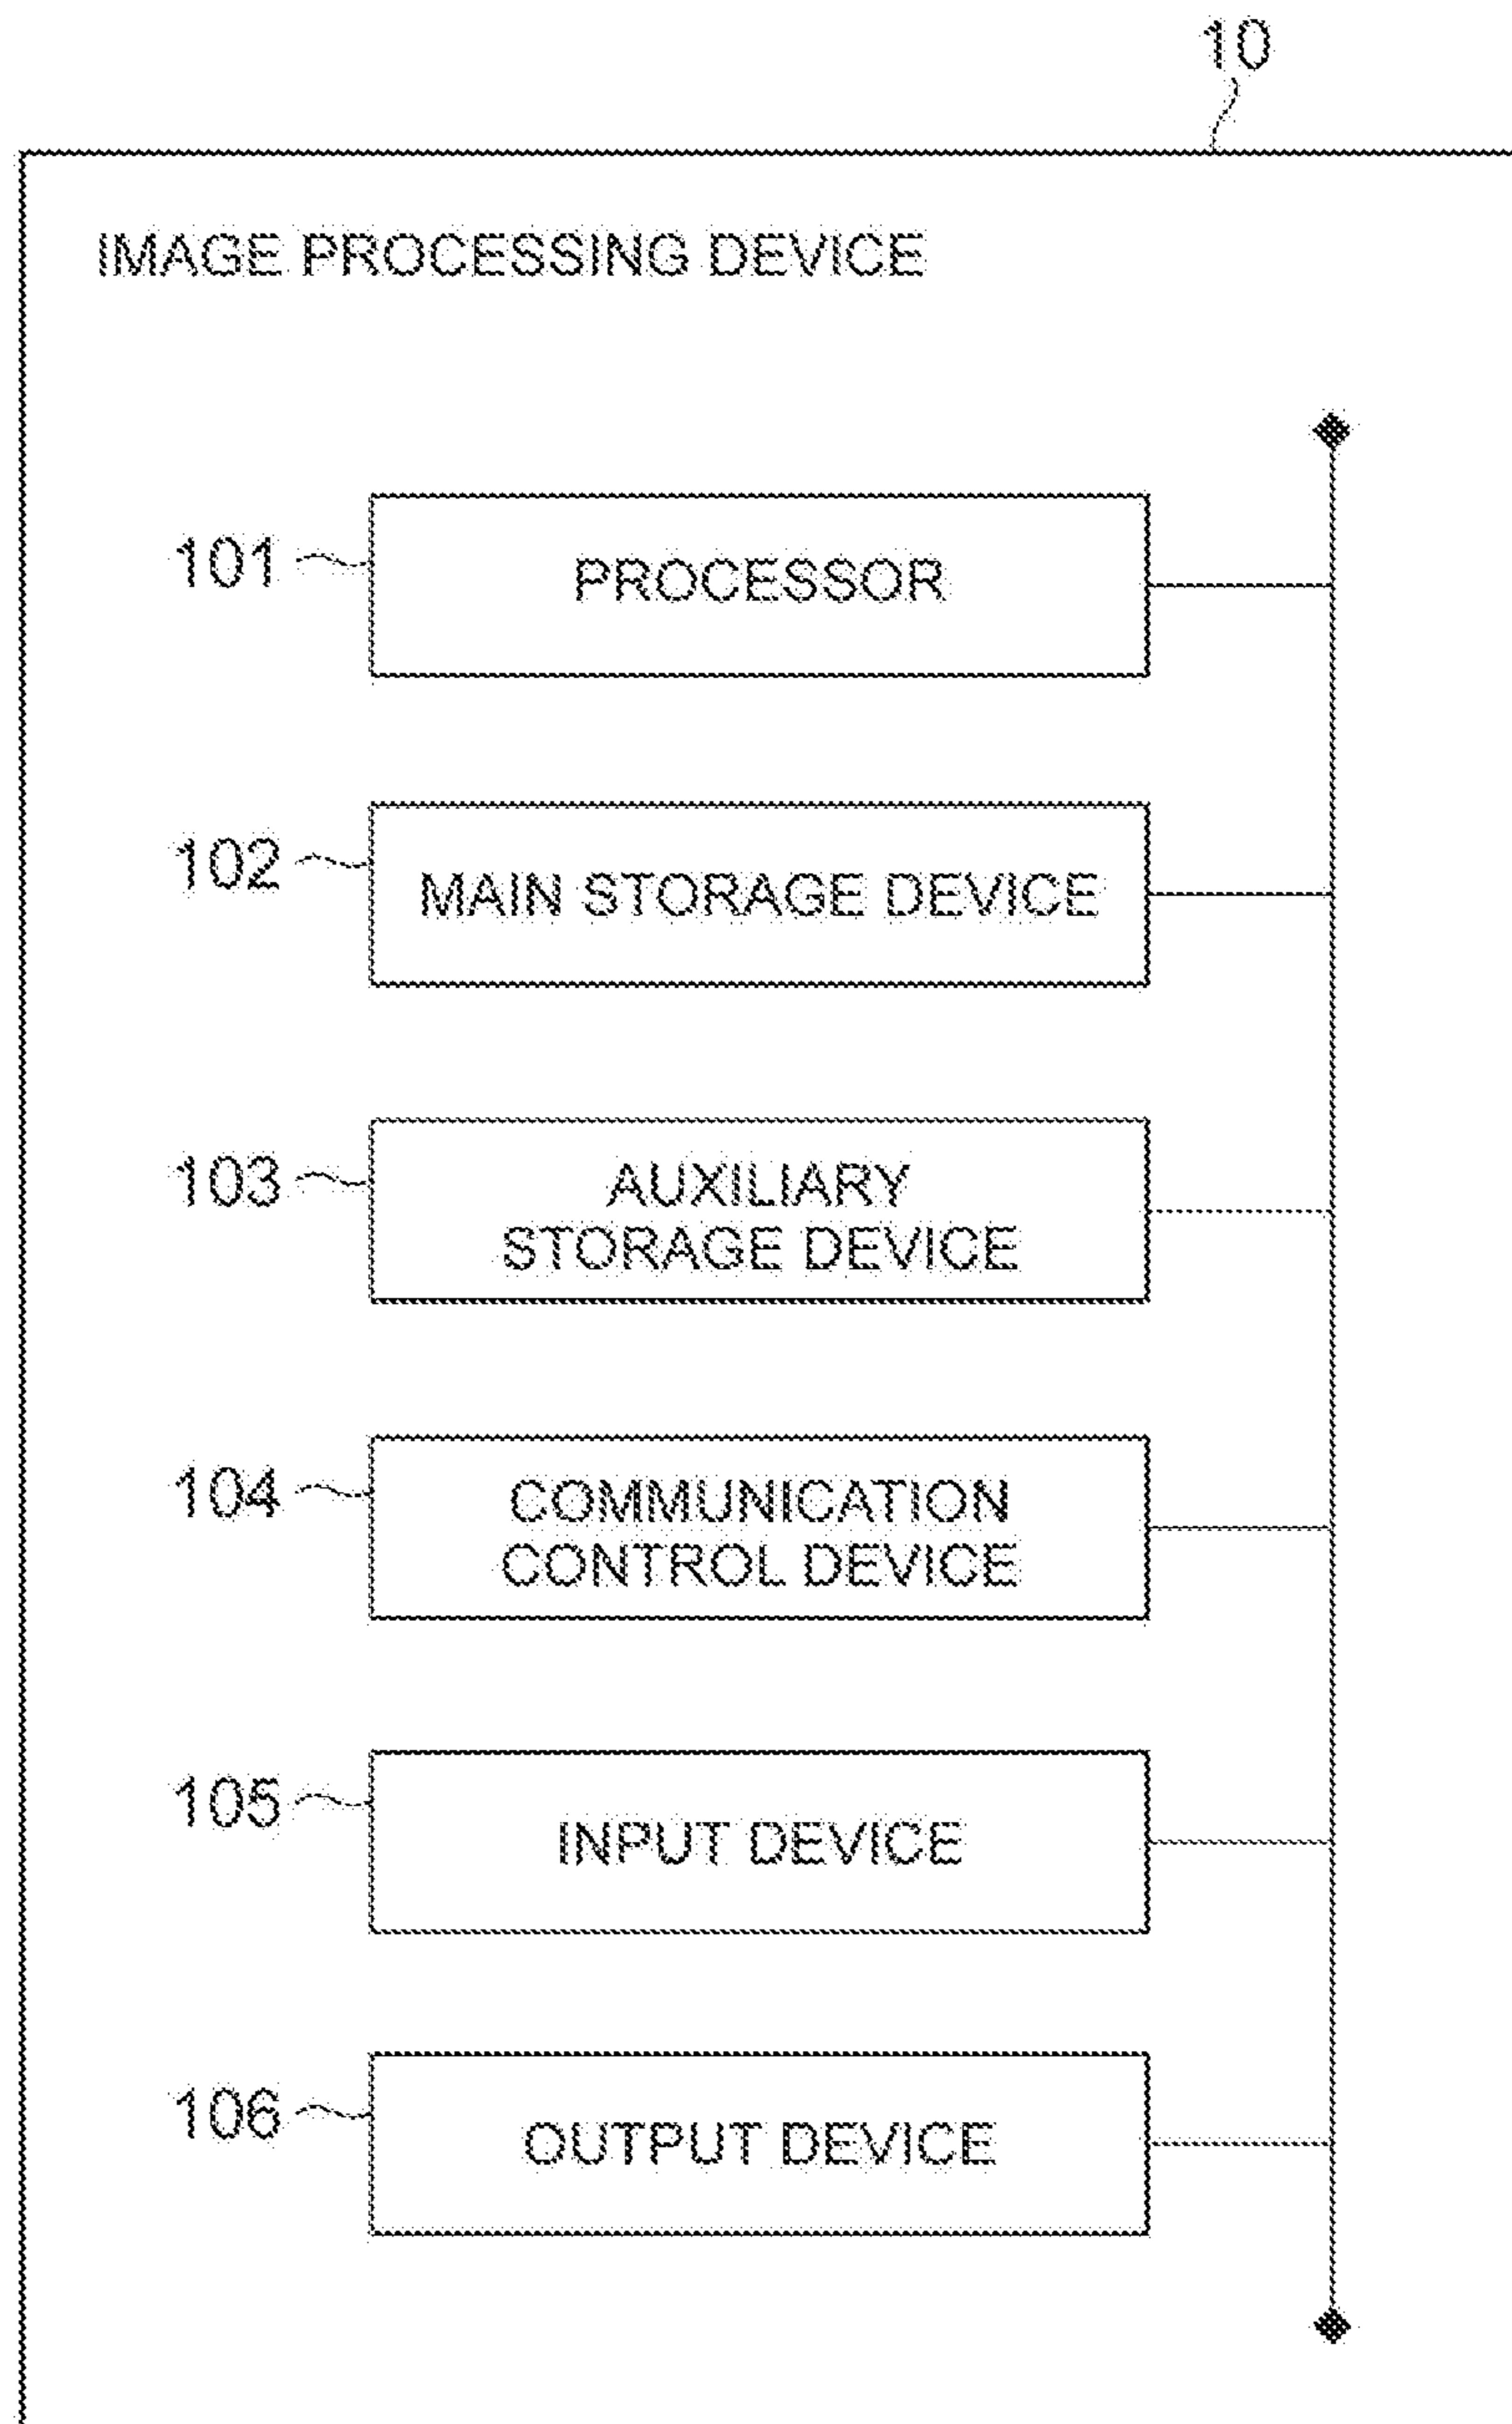 10
IMAGE PROCESSING DEVICE
101
PROCESSOR
102
MAIN STORAGE DEVICE
103
AUXILIARY
STORAGE DEVICE
104
COMMUNICATION
CONTROL DEVICE
105
INPUT DEVICE
106
OUTPUT DEVICE